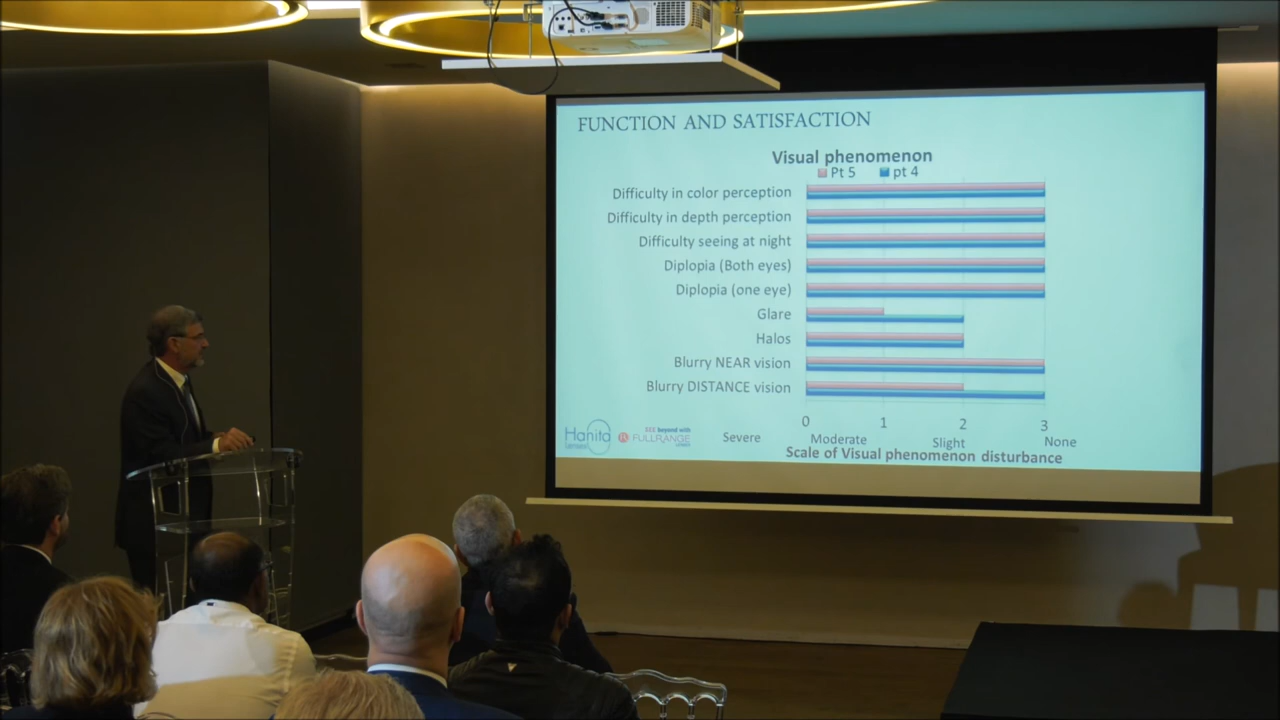 FUNCTION AND SATISFACTION
Visual phenomenon
Pt 5 pt 4
Difficulty in color perception
Difficulty in depth perception
Difficulty seeing at night
Diplopia (Both eyes)
Diplopia (one eye)
Glare
Halos
Blurry NEAR vision
Blurry DISTANCE vision
0 1 2 3
Severe Moderate Slight None
Scale of Visual phenomenon disturbance
Hanita
beyond with
FULLRANGE